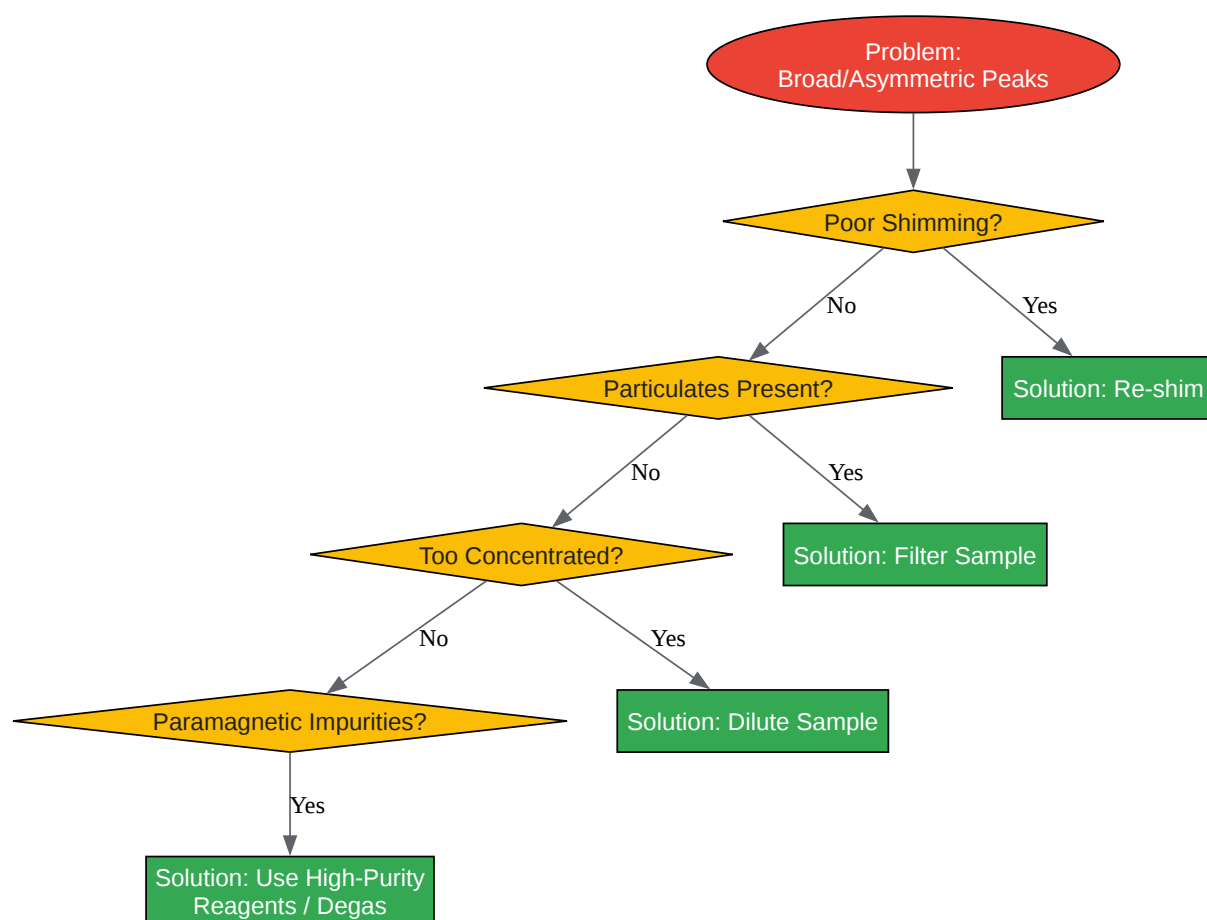 Problem:
Broad/Asymmetric Peaks
Poor Shimming?
No
Yes
Particulates Present?
Solution: Re-shim
No
Yes
Too Concentrated?
Solution: Filter Sample
No
Yes
Paramagnetic Impurities?
Solution: Dilute Sample
Yes
Solution: Use High-Purity
Reagents / Degas